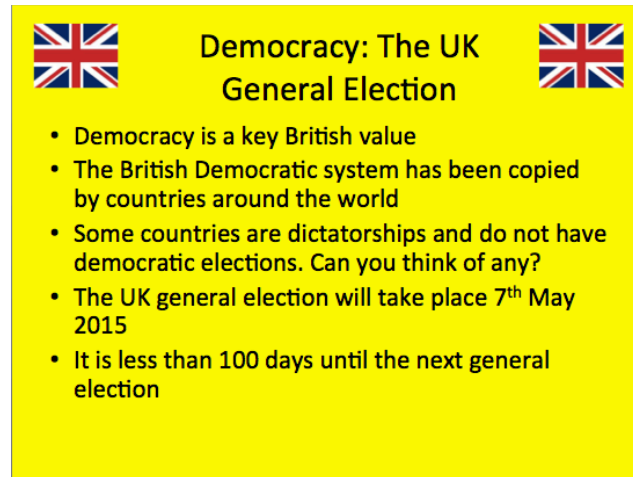 Democracy: The UK
General Election
• Democracy is a key British value
• The British Democratic system has been copied
by countries around the world
• Some countries are dictatorships and do not have
democratic elections. Can you think of any?
• The UK general election will take place 7th May
2015
• It is less than 100 days until the next general
election